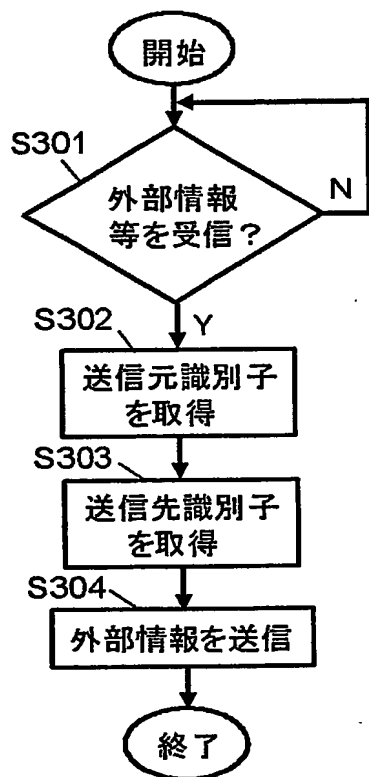 開始
S301
外部情報
等を受信？
N
Y
S302
送信元識別子
を取得
S303
送信先識別子
を取得
S304
外部情報を送信
終了